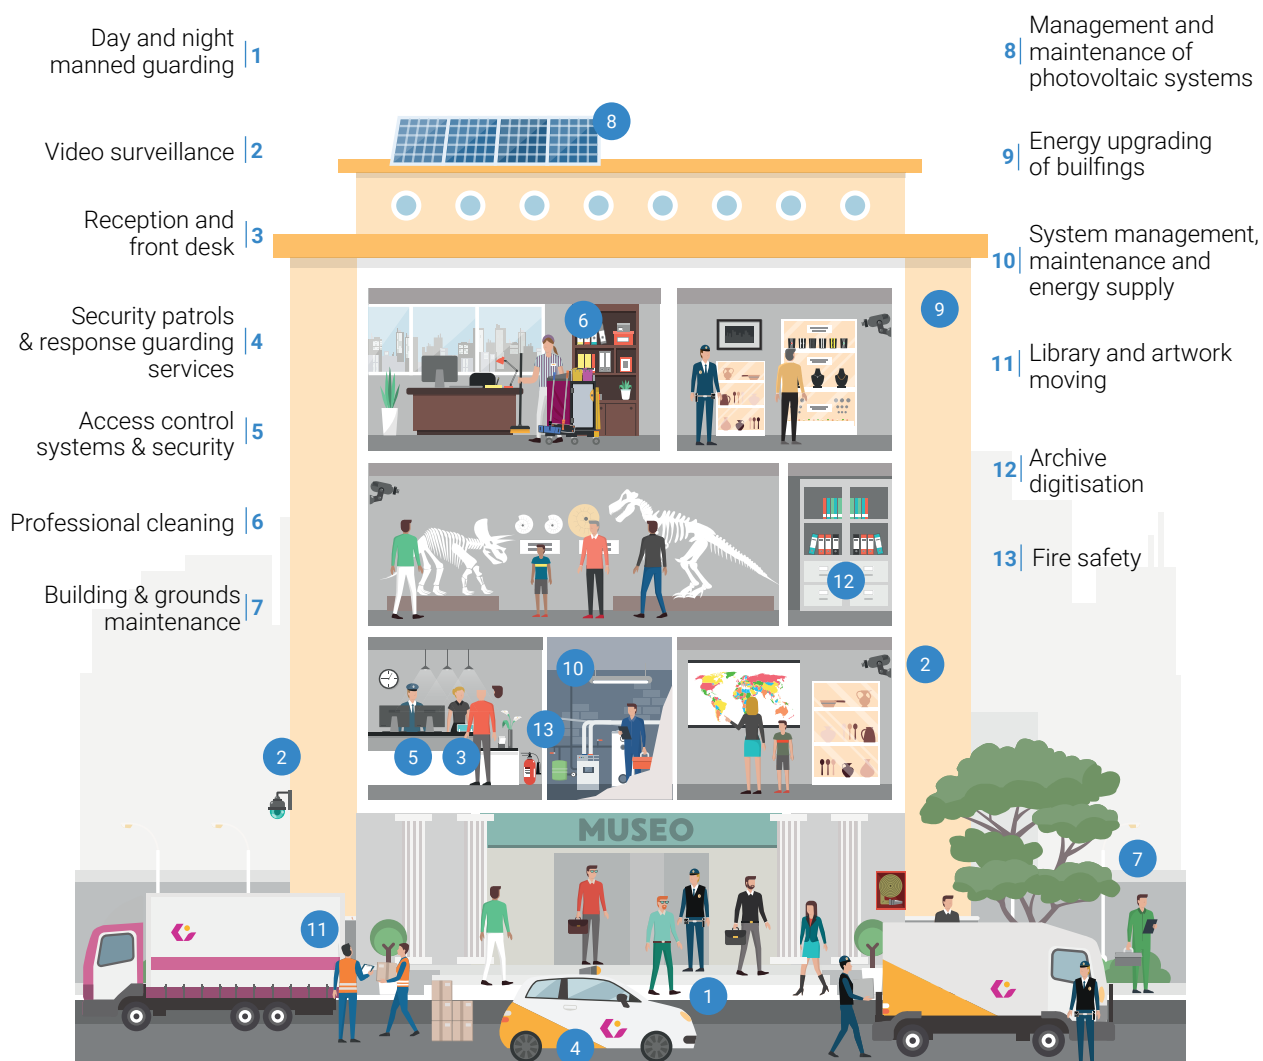 Day and night
manned guarding
1
Video surveillance
2
Reception and
front desk
3
Security patrols
& response guarding
services
4
Access control
systems & security
5
Professional cleaning
6
Building & grounds
maintenance
7
8
Management and
maintenance of
photovoltaic systems
9
Energy upgrading
of builfings
10
System management,
maintenance and
energy supply
11
Library and artwork
moving
12
Archive
digitisation
13
Fire safety
8
6
9
12
10
2
13
5
3
2
MUSEO
7
11
1
4